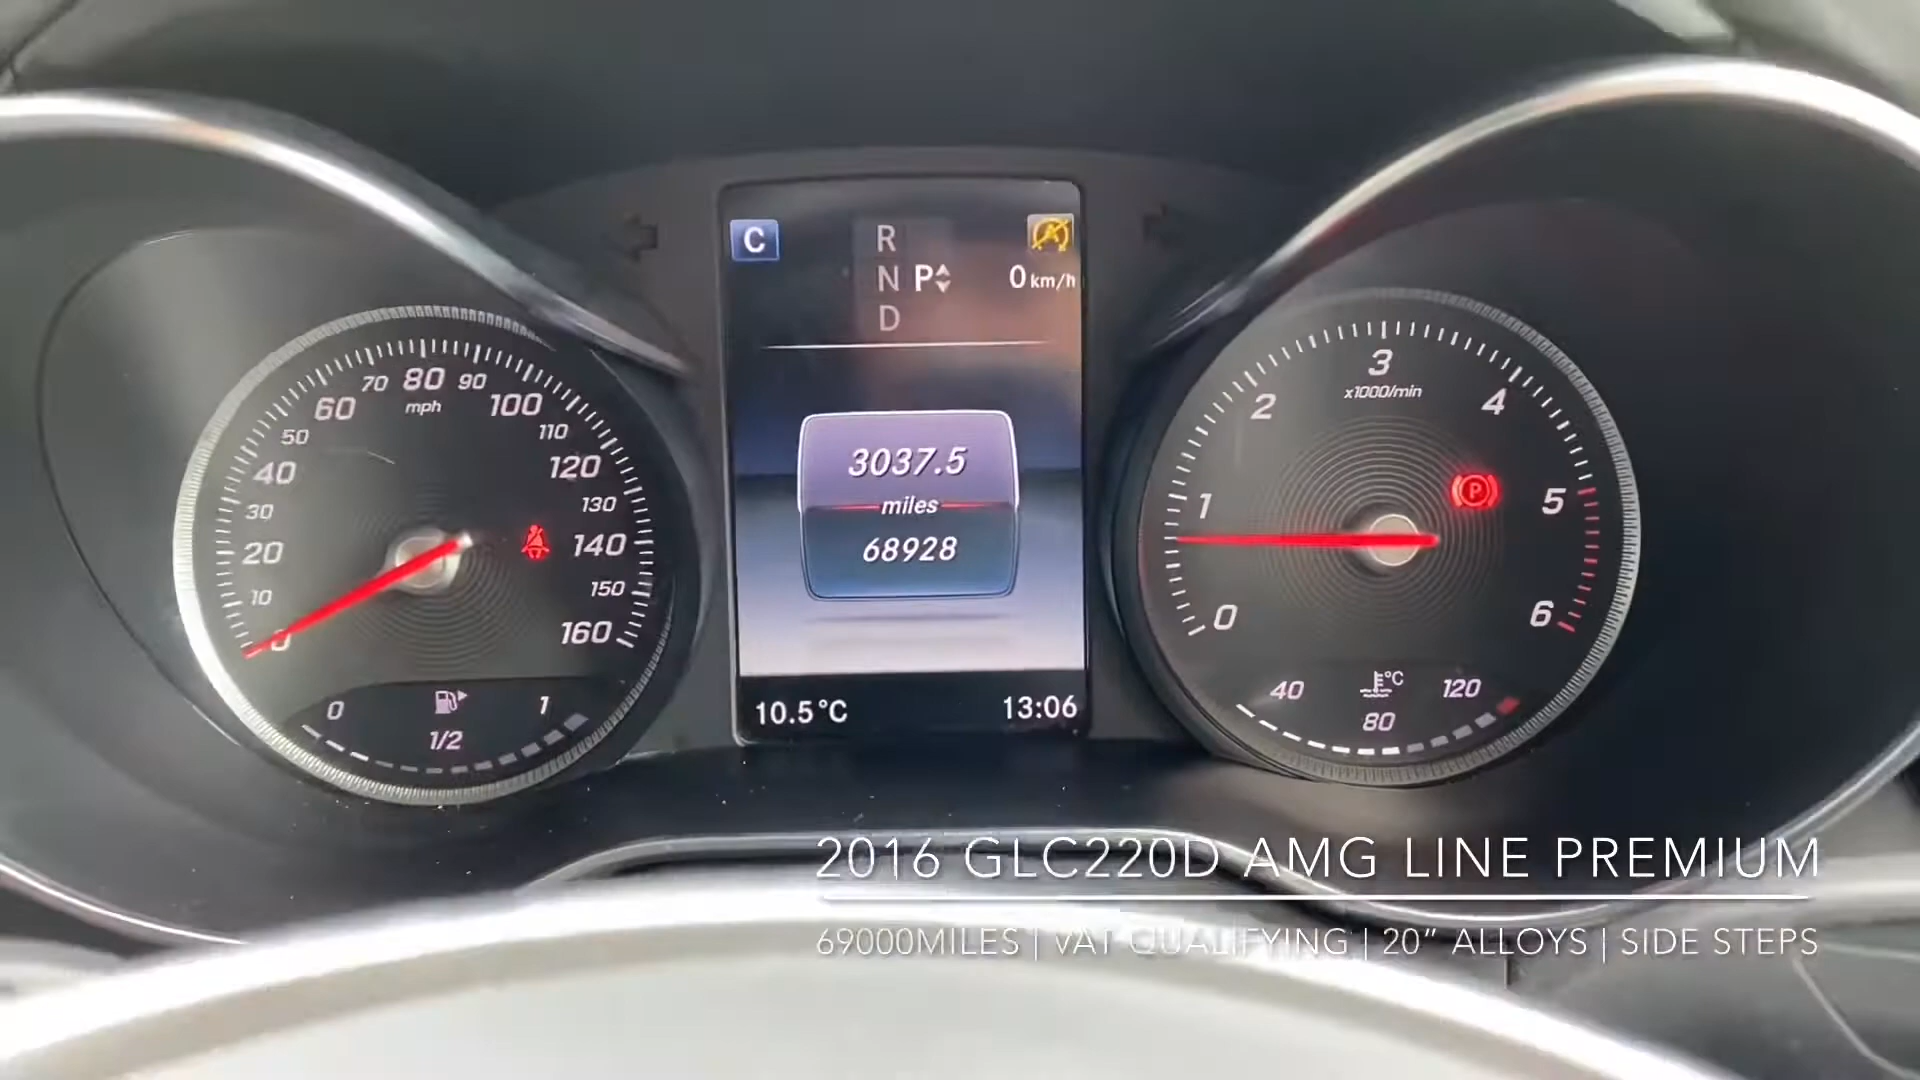 C
R
N P
D
0 km/h
3037.5
miles
68928
10.5°C
13:06
0
10
20
30
40
50
60
70
80
90
100
110
120
130
140
150
160
mph
0
1/2
1
0
1
2
3
4
5
6
x1000/min
P
40
80
120
°C
2016 GLC220D AMG LINE PREMIUM
69000MILES | VAT QUALIFYING | 20” ALLOYS | SIDE STEPS